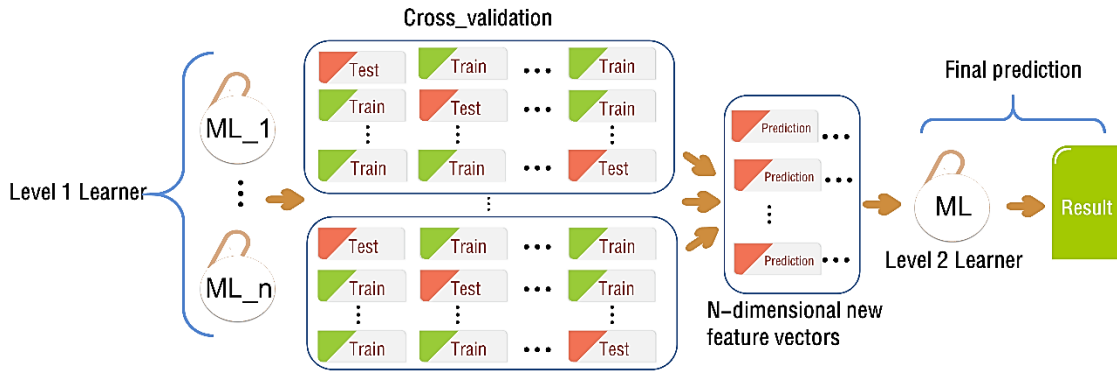 Cross_validation
Test Train ... Train
Train Test ... Train
Train Train ... Test
Level 1 Learner
ML_1
ML_n
Test Train ... Train
Train Test ... Train
Train Train ... Test
Prediction ...
Prediction ...
Prediction ...
N-dimensional new
feature vectors
Final prediction
ML
Level 2 Learner
Result